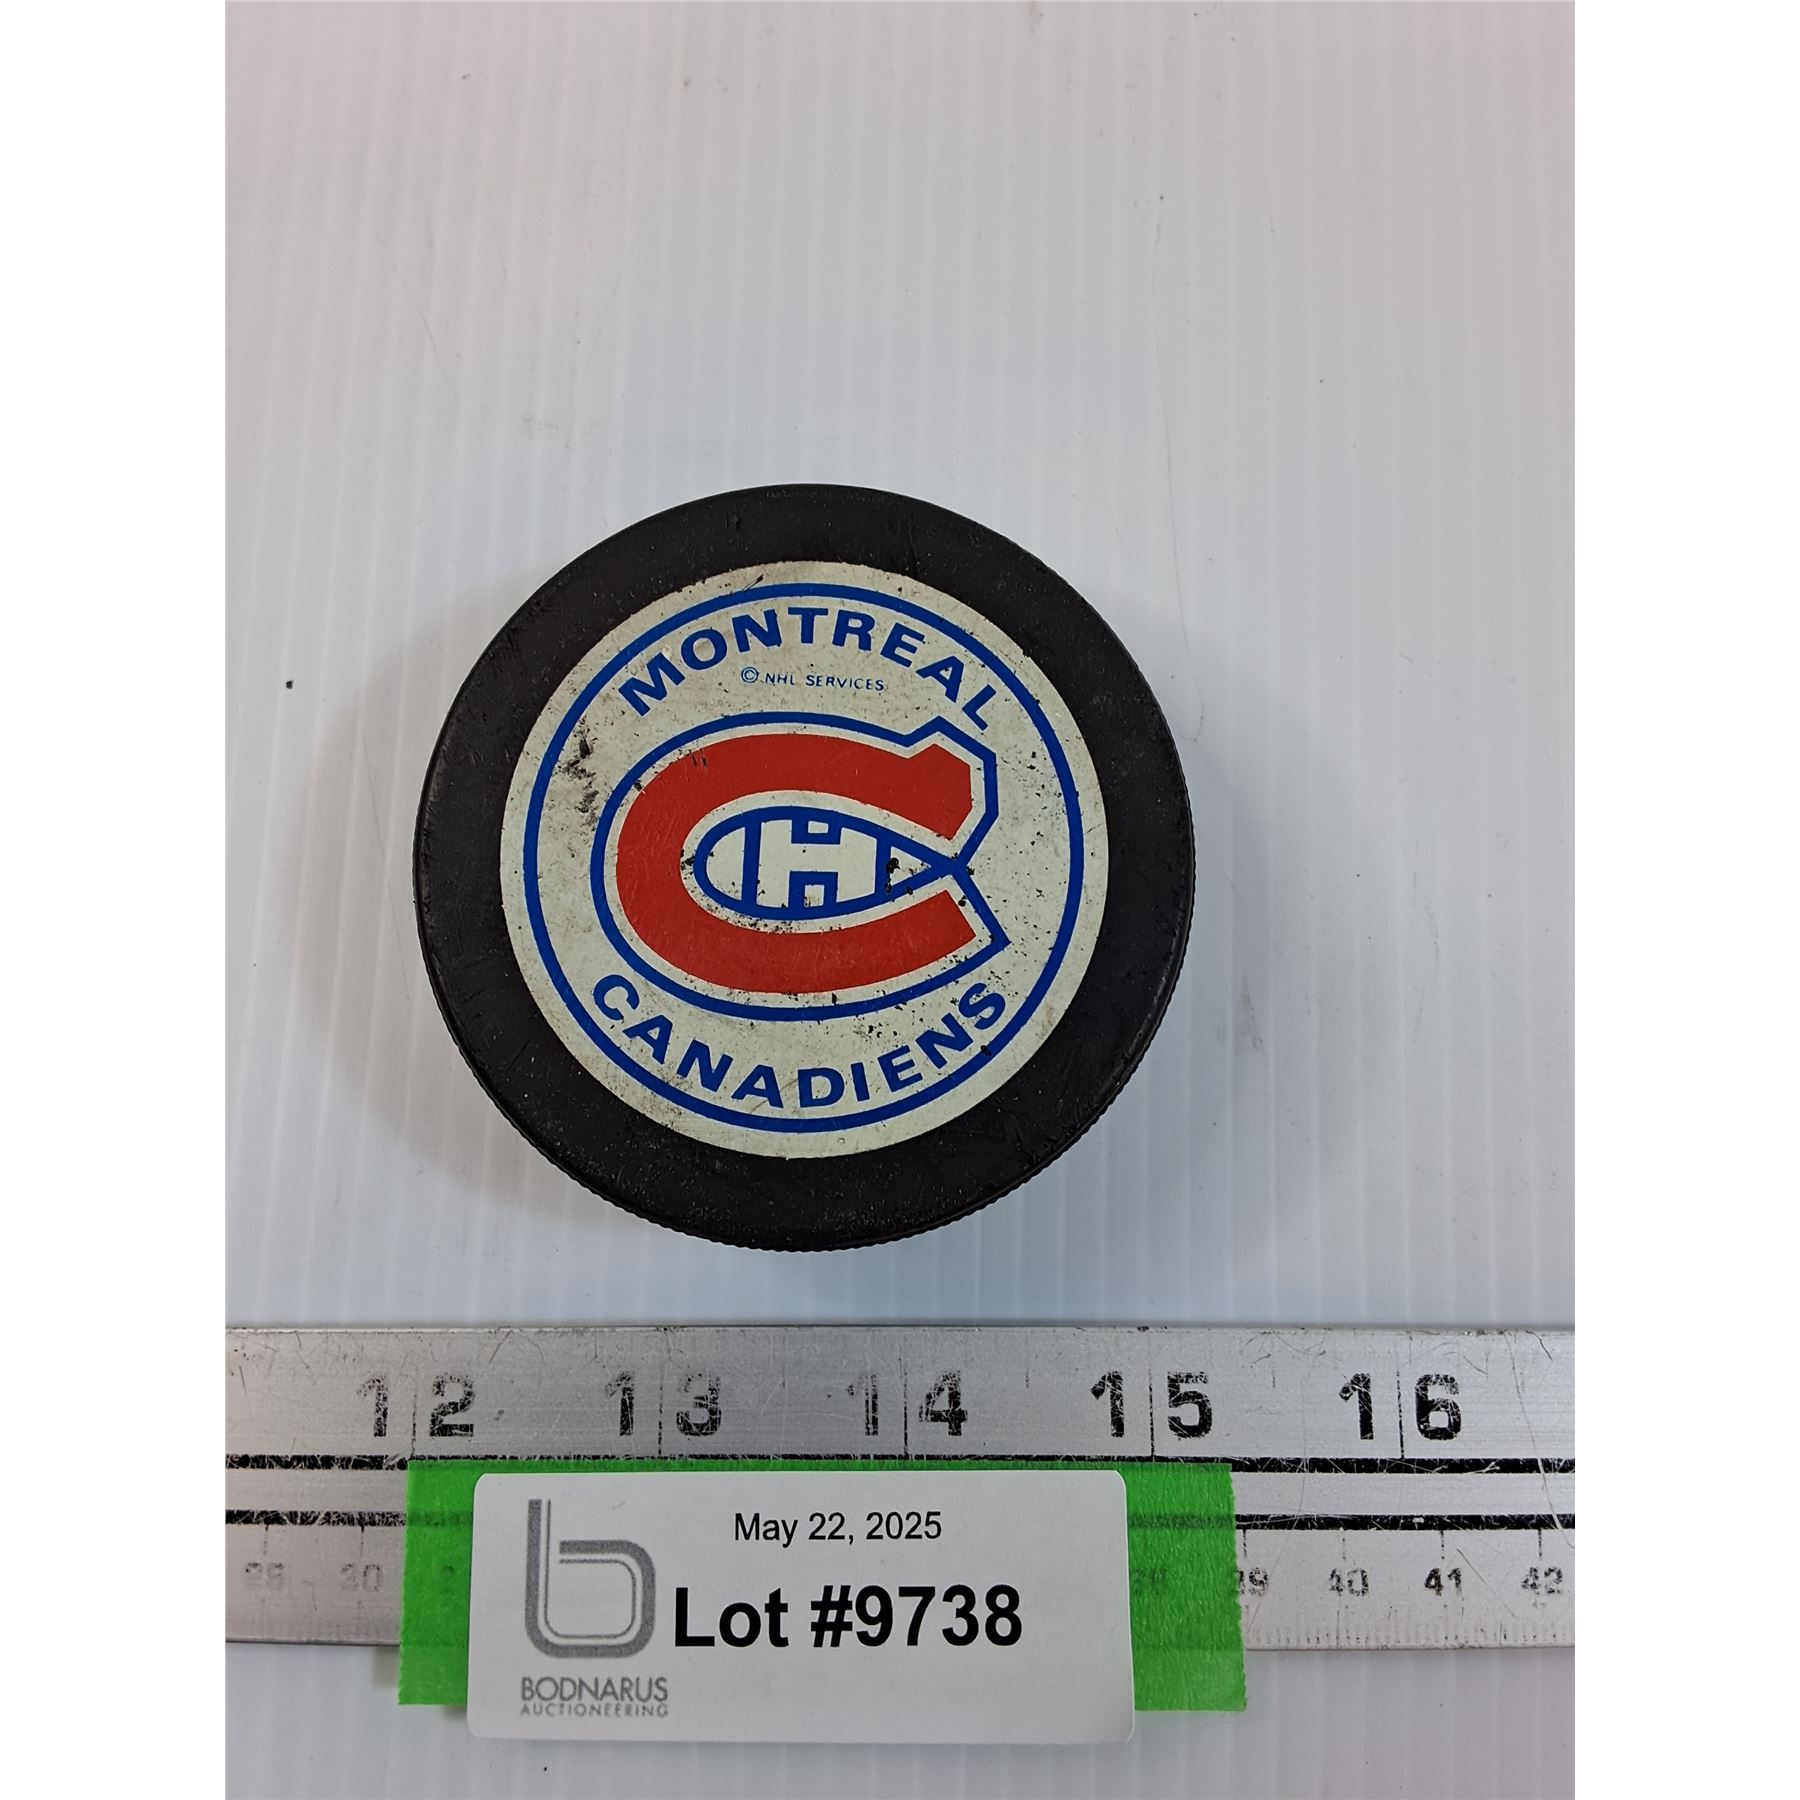 MONTREAL
© NHL SERVICES
CH
CANADIENS
12 13 14 15 16
May 22, 2025
Lot #9738
29 30 39 40 41 42
b
BODNARUS
AUCTIONEERING